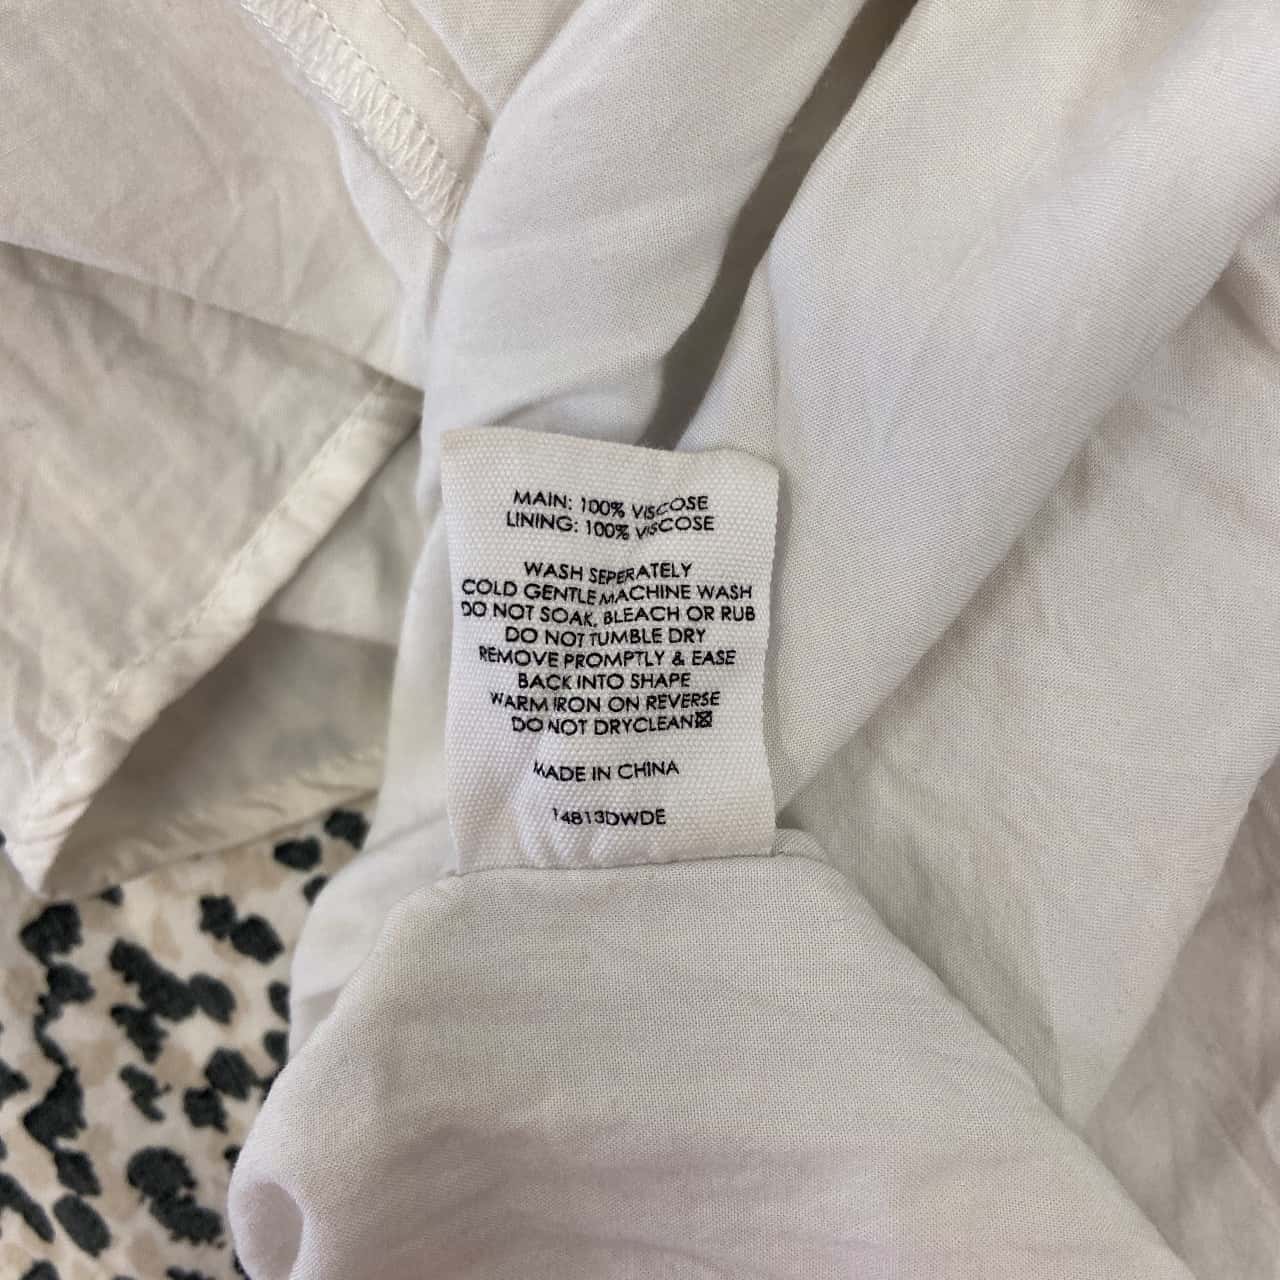 MAIN: 100% VISCOSE
LINING: 100% VISCOSE
WASH SEPERATELY
COLD GENTLE MACHINE WASH
DO NOT SOAK, BLEACH OR RUB
DO NOT TUMBLE DRY
REMOVE PROMPTLY & EASE
BACK INTO SHAPE
WARM IRON ON REVERSE
DO NOT DRYCLEAN
MADE IN CHINA
14813DWDE